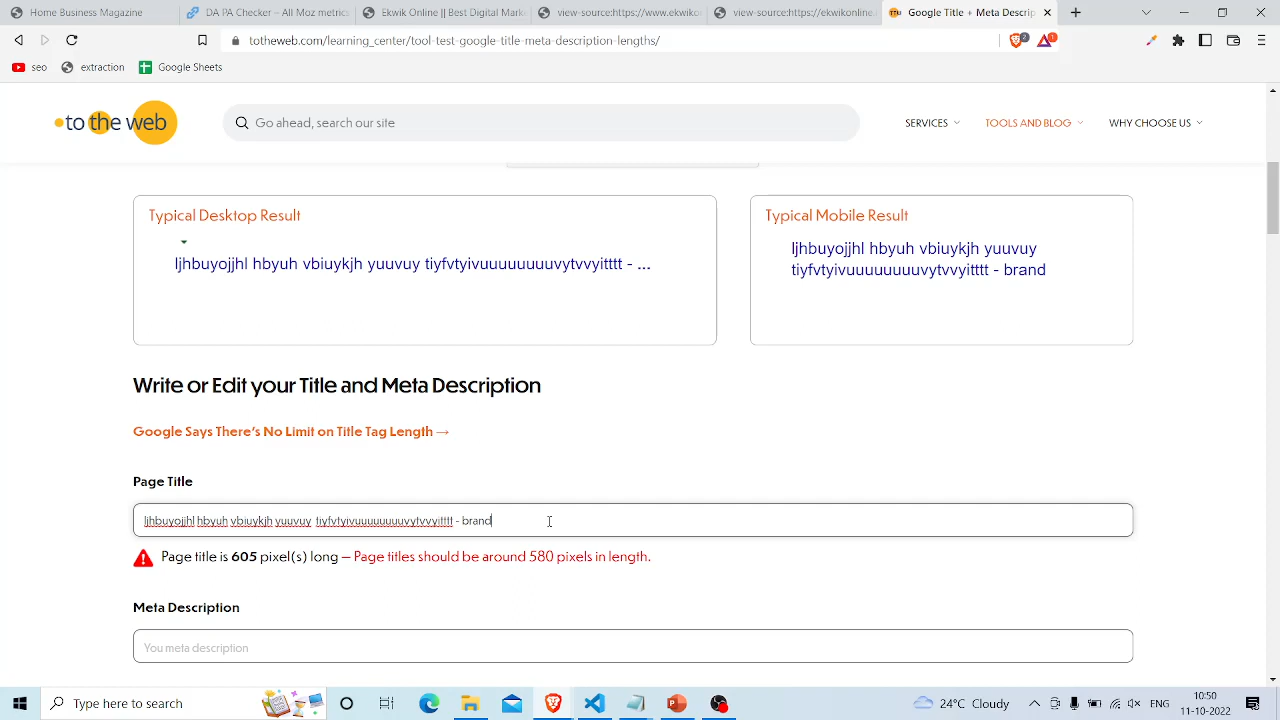 Home Business Magazine
DA PA Checker – All Moz metrics
Ekwik Online || Best Digital Mark
view-source:https://www.ekwiko
view-source:https://ekwikonline
Google Title + Meta Descrip
totheweb.com/learning_center/tool-test-google-title-meta-description-lengths/
2
1
seo
extraction
Google Sheets
to the web
Go ahead, search our site
SERVICES
TOOLS AND BLOG
WHY CHOOSE US
Typical Desktop Result
ljhbuyojjhl hbyuh vbiuykjh yuuvuy tiyfvtyivuuuuuuuuvytvvyitttt - ...
Typical Mobile Result
ljhbuyojjhl hbyuh vbiuykjh yuuvuy
tiyfvtyivuuuuuuuuvytvvyitttt - brand
Write or Edit your Title and Meta Description
Google Says There's No Limit on Title Tag Length →
Page Title
ljhbuyojjhl hbyuh vbiuykjh yuuvuy tiyfvtyivuuuuuuuuvytvvyitttt - brand
Page title is 605 pixel(s) long — Page titles should be around 580 pixels in length.
Meta Description
You meta description
Type here to search
24°C Cloudy
ENG
10:50
11-10-2022